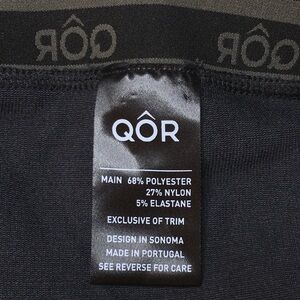 QÔR QÔR
QÔR
MAIN 68% POLYESTER
27% NYLON
5% ELASTANE
EXCLUSIVE OF TRIM
DESIGN IN SONOMA
MADE IN PORTUGAL
SEE REVERSE FOR CARE